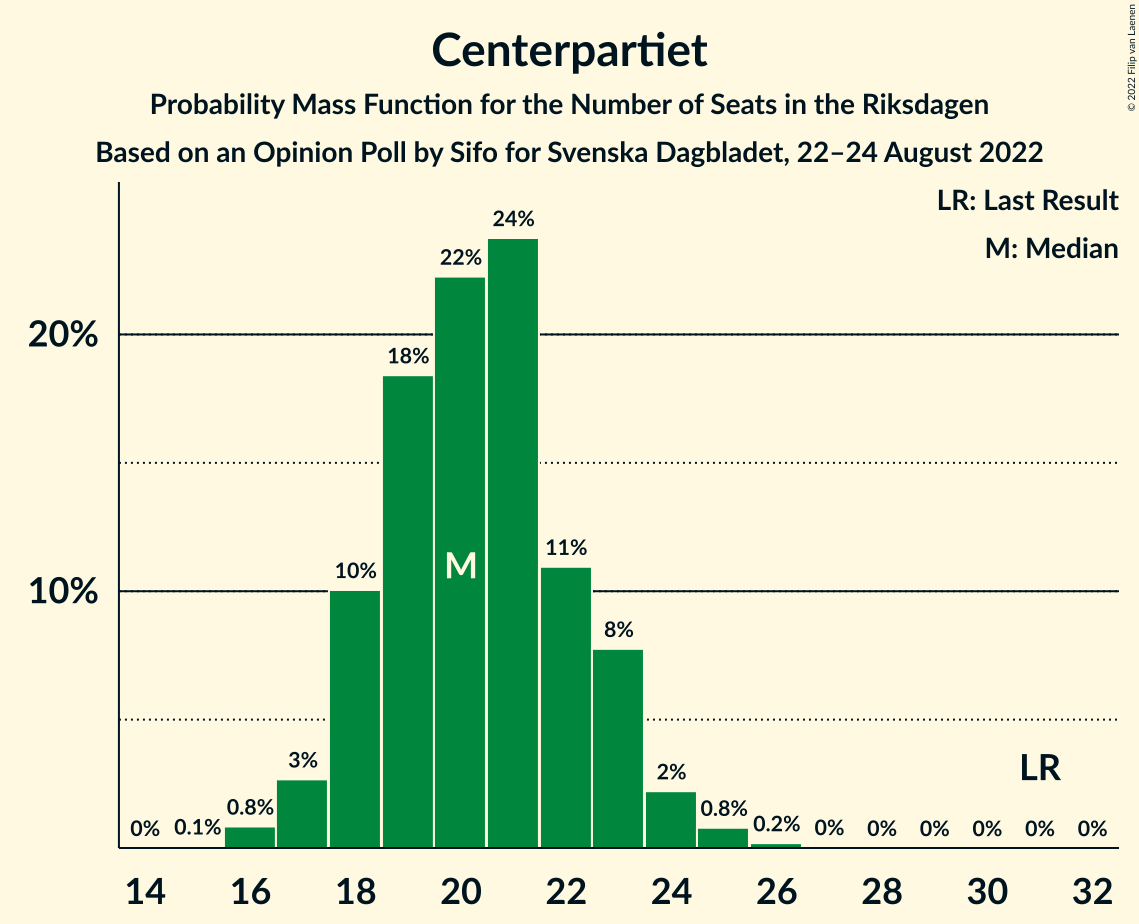 Centerpartiet
Probability Mass Function for the Number of Seats in the Riksdagen
Based on an Opinion Poll by Sifo for Svenska Dagbladet, 22–24 August 2022
© 2022 Filip van Laenen
LR: Last Result
M: Median
20%
10%
0% 0.1% 0.8% 3% 10% 18% 22% 24% 11% 8% 2% 0.8% 0.2% 0% 0% 0% 0% 0% 0%
M
LR
14 16 18 20 22 24 26 28 30 32